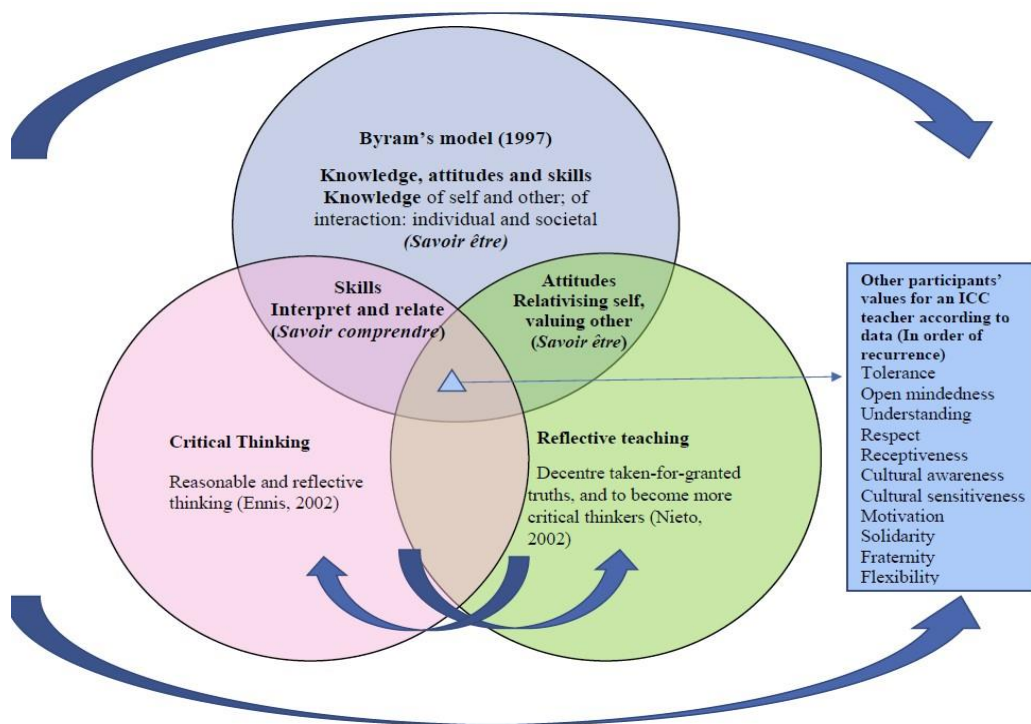 Byram’s model (1997)
Knowledge, attitudes and skills
Knowledge of self and other; of
interaction: individual and societal
(Savoir être)
Skills
Interpret and relate
(Savoir comprendre)
Attitudes
Relativising self,
valuing other
(Savoir être)
Critical Thinking
Reasonable and reflective
thinking (Ennis, 2002)
Reflective teaching
Decentre taken-for-granted
truths, and to become more
critical thinkers (Nieto,
2002)
Other participants’
values for an ICC
teacher according to
data (In order of
recurrence)
Tolerance
Open mindedness
Understanding
Respect
Receptiveness
Cultural awareness
Cultural sensitiveness
Motivation
Solidarity
Fraternity
Flexibility